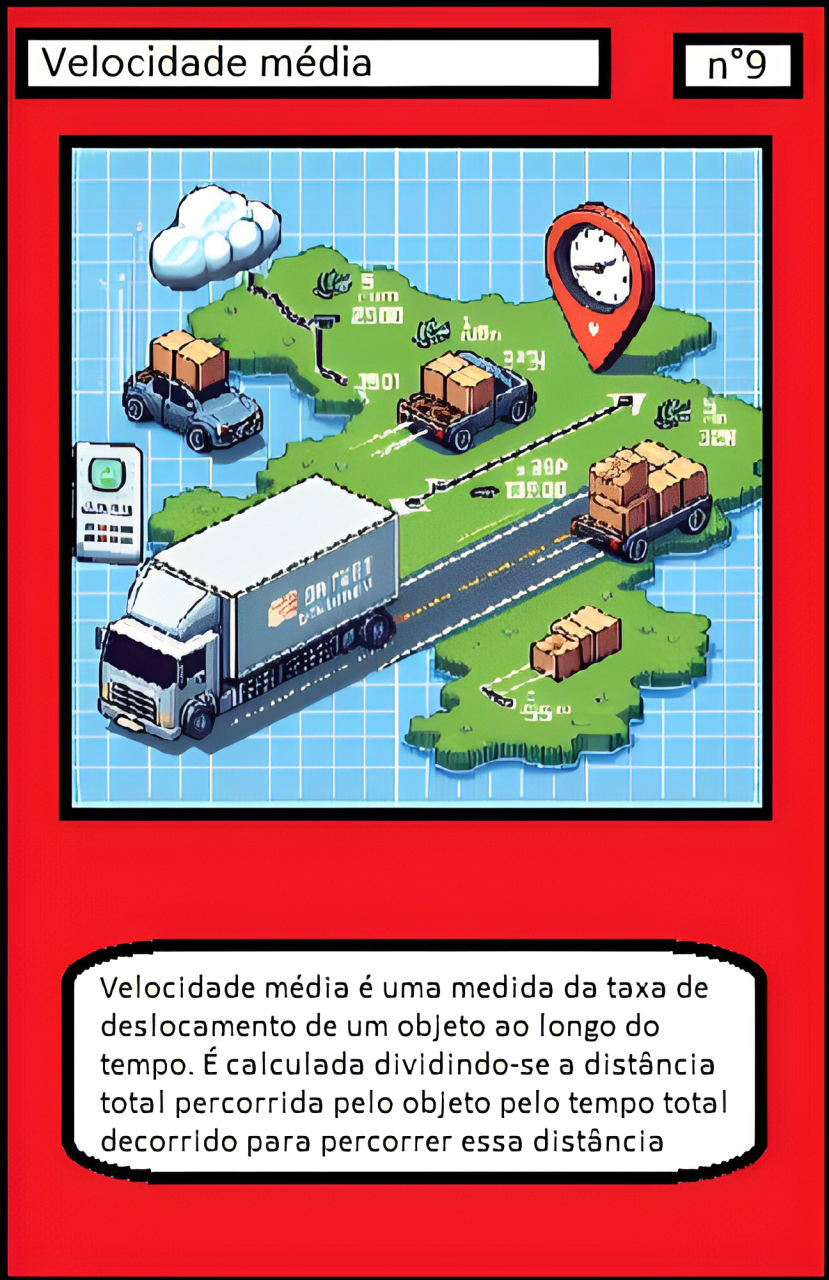 Velocidade média
n°9
Velocidade média é uma medida da taxa de
deslocamento de um objeto ao longo do
tempo. É calculada dividindo-se a distância
total percorrida pelo objeto pelo tempo total
decorrido para percorrer essa distância